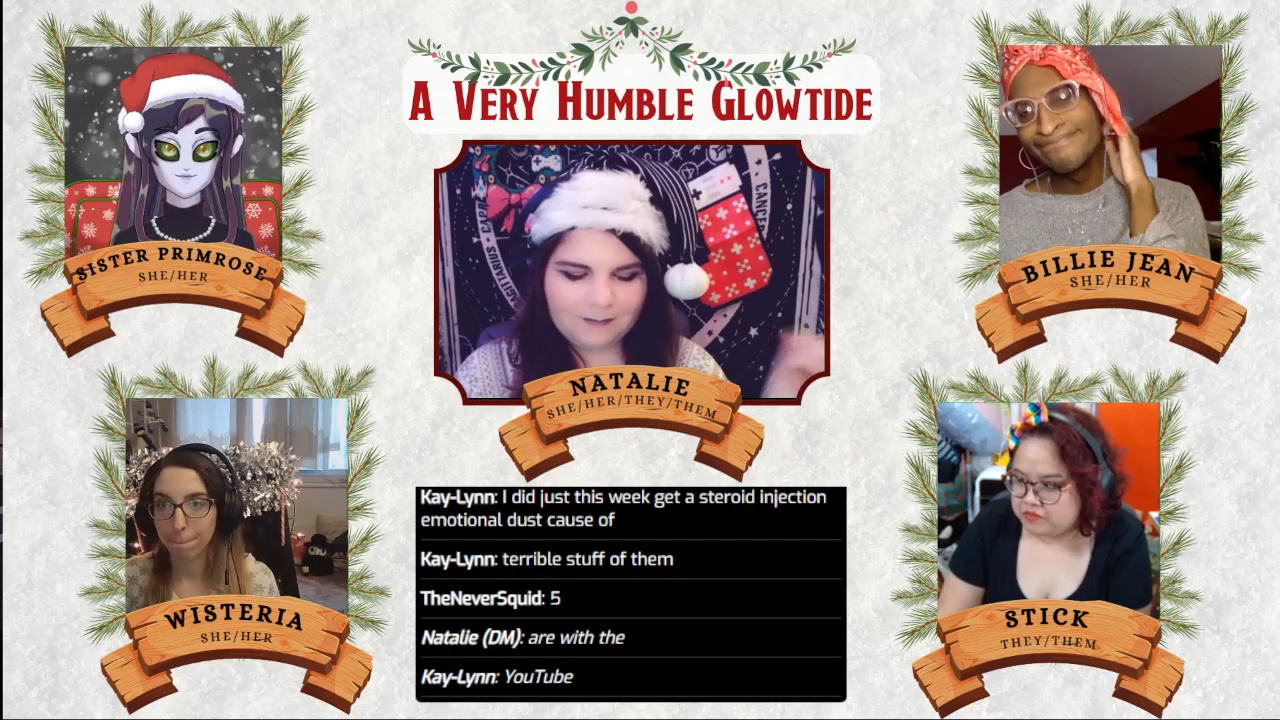 A VERY HUMBLE GLOWTIDE
SISTER PRIMROSE
SHE/HER
BILLIE JEAN
SHE/HER
NATALIE
SHE/HER/THEY/THEM
CANCER
WISTERIA
SHE/HER
STICK
THEY/THEM
Kay-Lynn: I did just this week get a steroid injection
emotional dust cause of
Kay-Lynn: terrible stuff of them
TheNeverSquid: 5
Natalie (DM): are with the
Kay-Lynn: YouTube